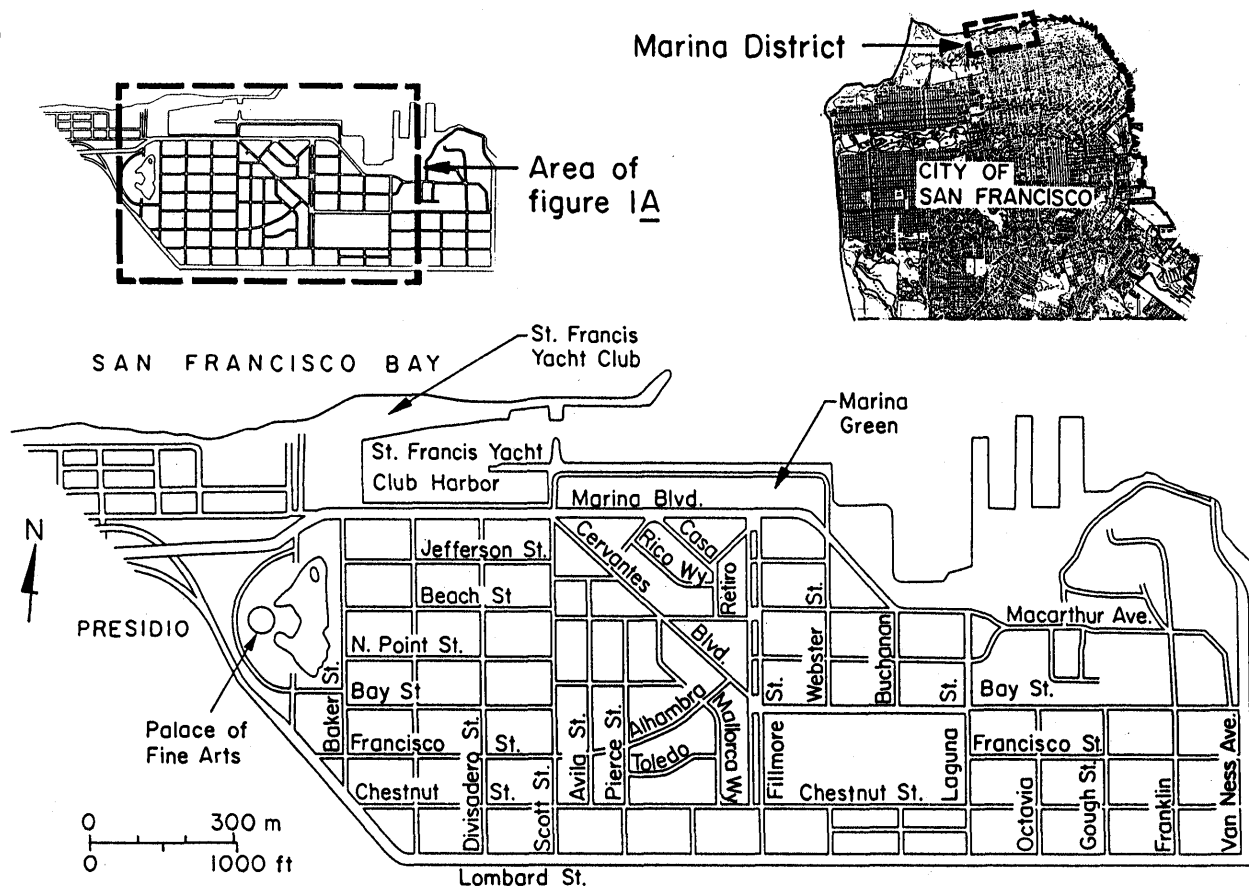 Marina District
Area of
figure 1A
CITY OF
SAN FRANCISCO
SAN FRANCISCO BAY
St. Francis
Yacht Club
Marina
Green
St. Francis Yacht
Club Harbor
Marina Blvd.
N
Jefferson St.
Cervantes
Rico Wy
Casa
Retiro
Beach St
PRESIDIO
N. Point St.
Blvd.
St.
Webster
Buchanan
Macarthur Ave.
Baker St.
Bay St
St.
St.
Bay St.
Palace of
Fine Arts
Francisco St.
Divisadero St.
Scott St.
Avila St.
Pierce St.
Alhambra
Toledo
Mallorca Wy
Fillmore
Laguna
Francisco St.
Chestnut St.
Chestnut St.
Octavia
Gough St.
Franklin
Van Ness Ave.
0 300 m
0 1000 ft
Lombard St.